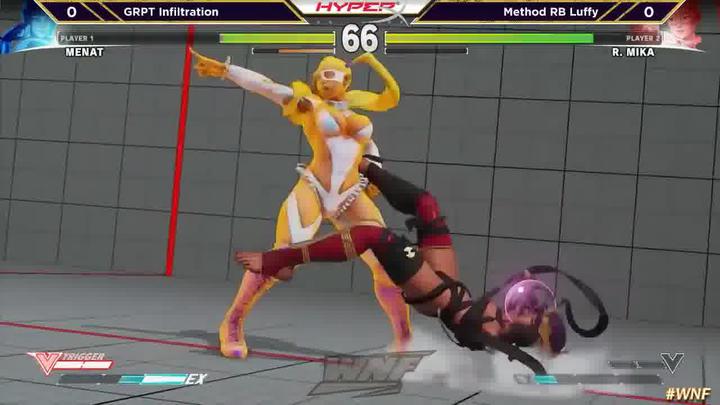 0 GRPT Infiltration HYPER Method RB Luffy 0
PLAYER 1 66 PLAYER 2
MENAT R. MIKA
V TRIGGER V
EX
WNF
#WNF